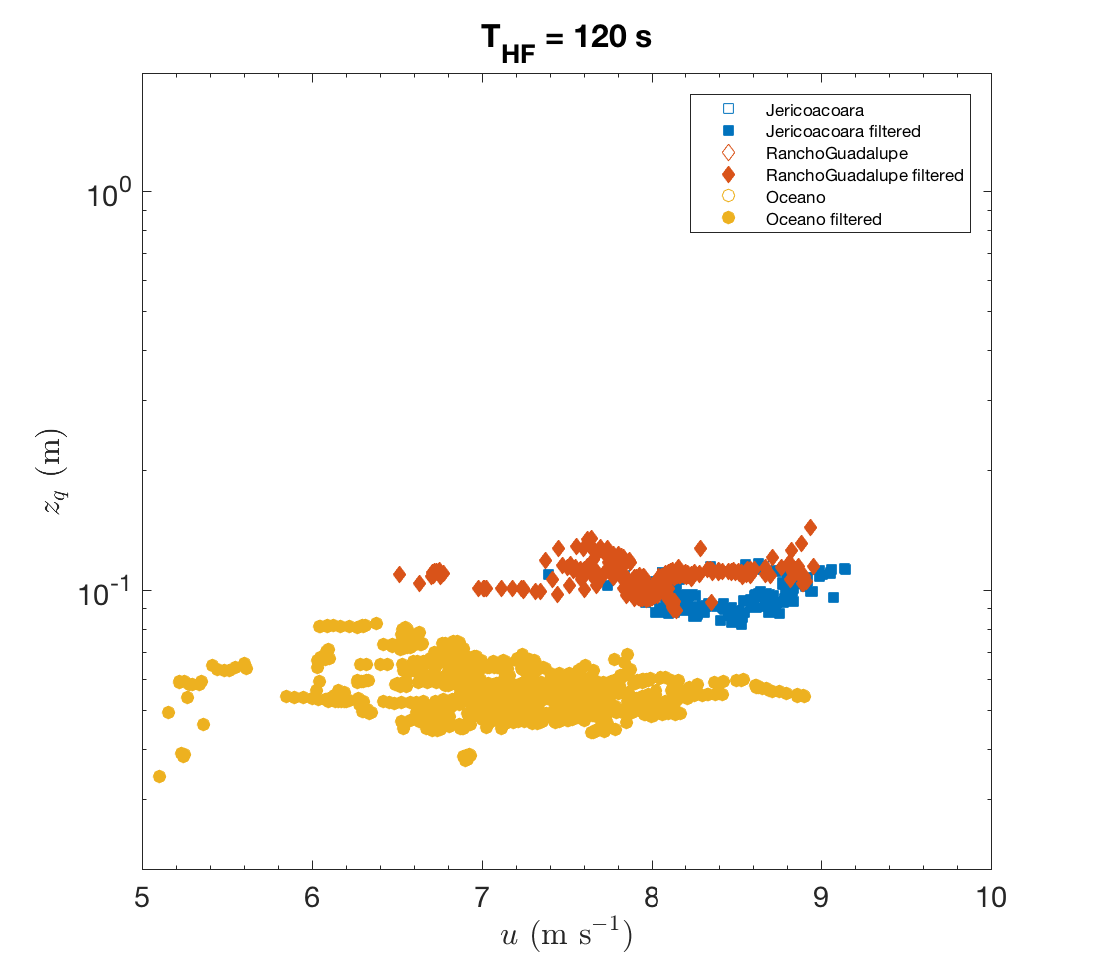 T_HF = 120 s
Jericoacoara
Jericoacoara filtered
RanchoGuadalupe
RanchoGuadalupe filtered
Oceano
Oceano filtered
10^0
10^-1
z_q (m)
5 6 7 8 9 10
u (m s^−1)